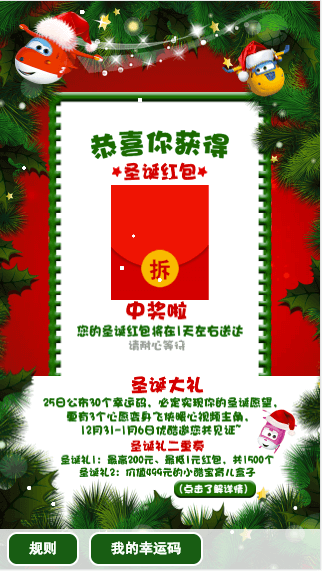 恭喜你获得
★圣诞红包★
拆
中奖啦
您的圣诞红包将在1天左右送达
请耐心等待
圣诞大礼
25日公布30个幸运码，必定实现你的圣诞愿望，
更有3个心愿变身飞侠暖心视频主角，
12月31-1月6日优酷邀您共见证~
圣诞礼二重奏
圣诞礼1：最高200元、最低1元红包，共1500个
圣诞礼2：价值499元的小酷宝育儿盒子
（点击了解详情）
规则
我的幸运码